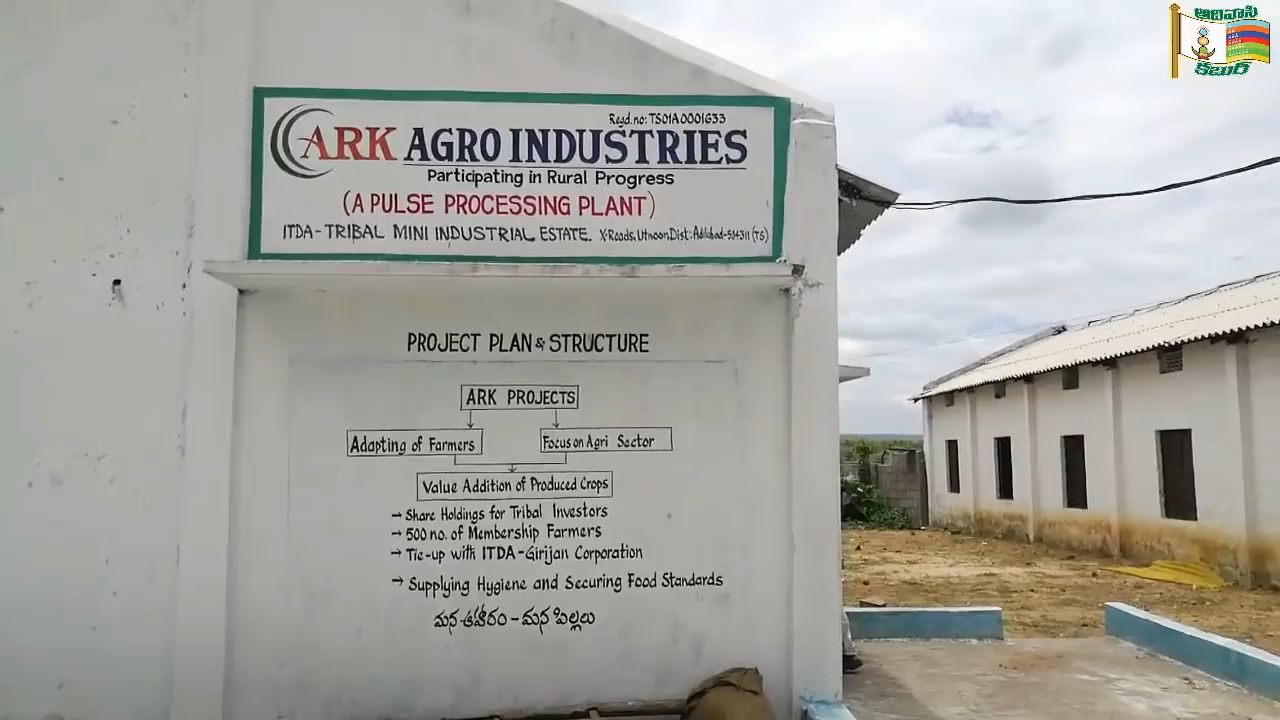 ఆదివాసి
కబుర్
Regd.no: TS01A0001633
ARK AGRO INDUSTRIES
Participating in Rural Progress
(A PULSE PROCESSING PLANT)
ITDA-TRIBAL MINI INDUSTRIAL ESTATE. X-Roads, Utnoor, Dist: Adilabad-504311 (TS)
PROJECT PLAN & STRUCTURE
ARK PROJECTS
Adapting of Farmers Focus on Agri Sector
Value Addition of Produced Crops
→ Share Holdings for Tribal Investors
→ 500 no. of Membership Farmers
→ Tie-up with ITDA-Girijan Corporation
→ Supplying Hygiene and Securing Food Standards
మన ఆహారం - మన పిల్లలు